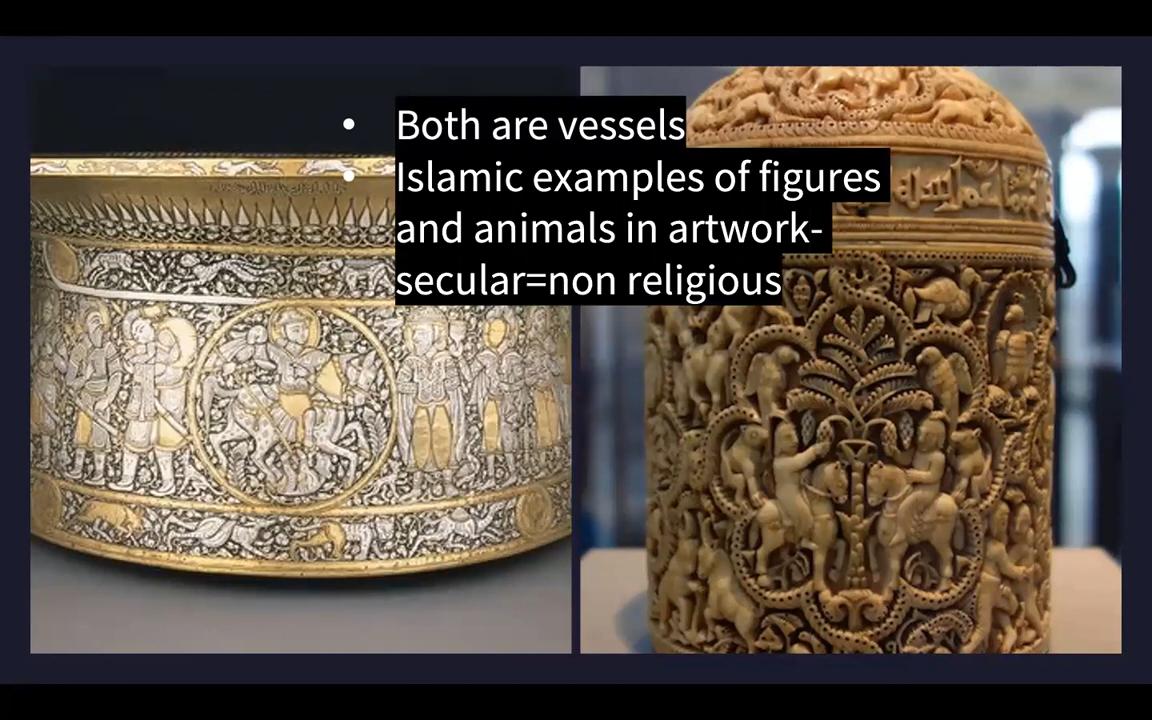 • Both are vessels
• Islamic examples of figures
and animals in artwork-
secular=non religious